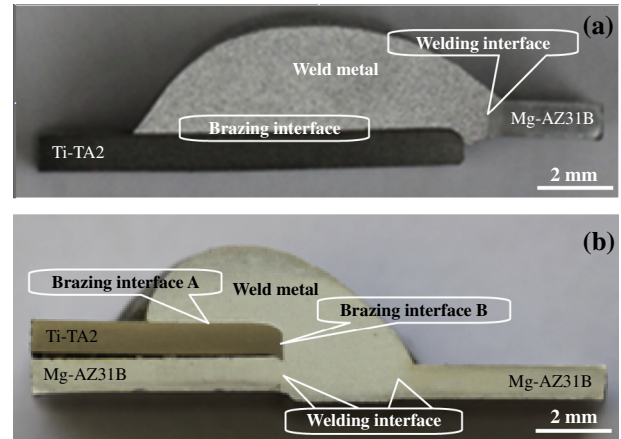 (a)
Welding interface
Weld metal
Brazing interface
Mg-AZ31B
Ti-TA2
2 mm
(b)
Brazing interface A
Weld metal
Brazing interface B
Ti-TA2
Mg-AZ31B
Mg-AZ31B
Welding interface
2 mm